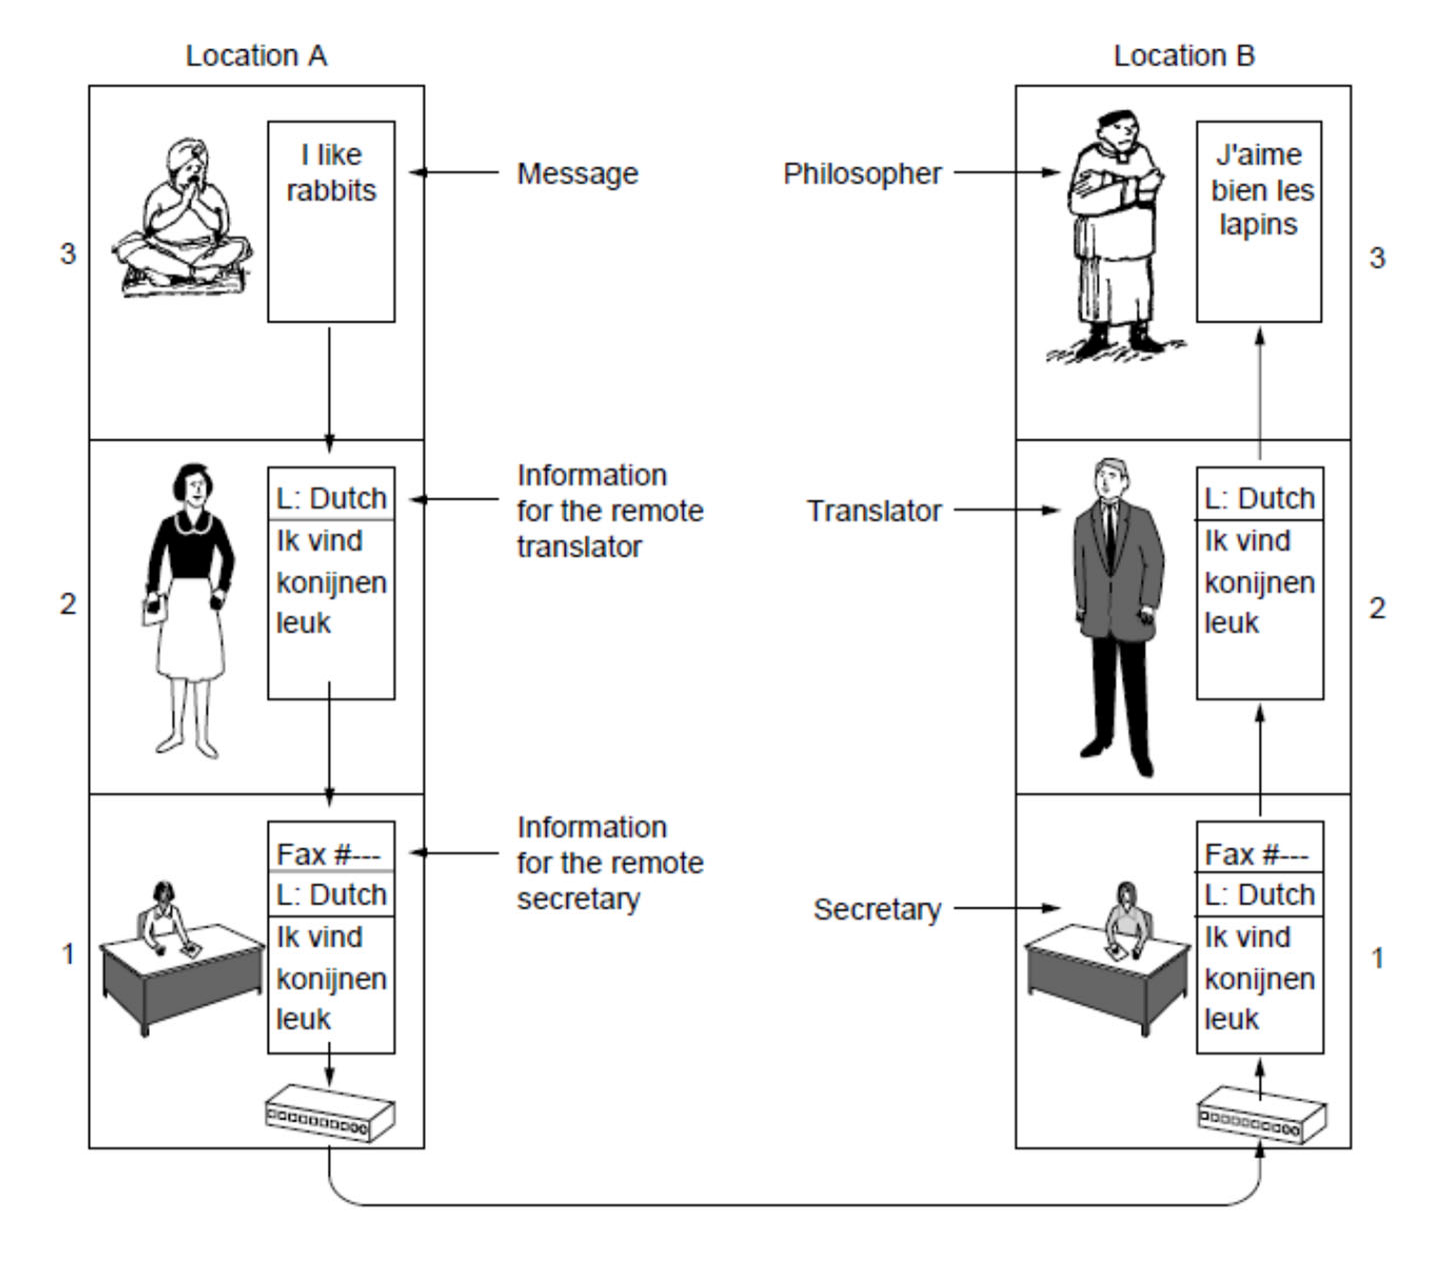 Location A
Location B
I like
rabbits
Message
Philosopher
J'aime
bien les
lapins
3
3
L: Dutch
Ik vind
konijnen
leuk
Information
for the remote
translator
Translator
L: Dutch
Ik vind
konijnen
leuk
2
2
Fax #---
L: Dutch
Ik vind
konijnen
leuk
Information
for the remote
secretary
Secretary
Fax #---
L: Dutch
Ik vind
konijnen
leuk
1
1